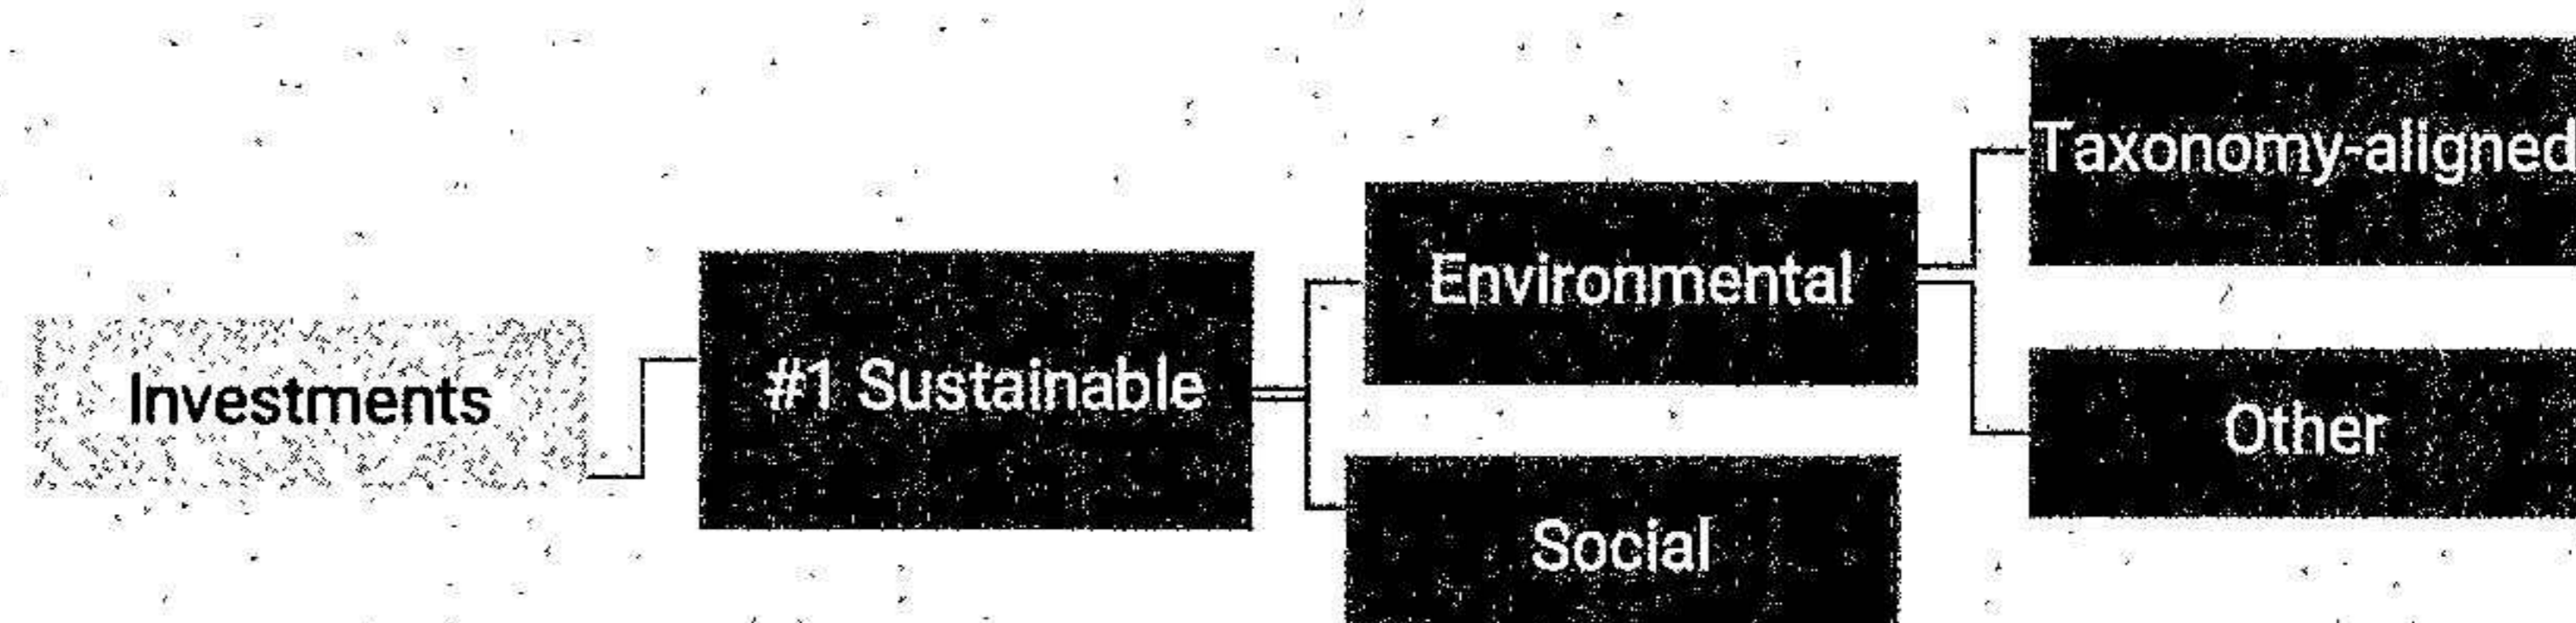 Taxonomy-aligned
Environmental
#1 Sustainable
Investments
Other
Social